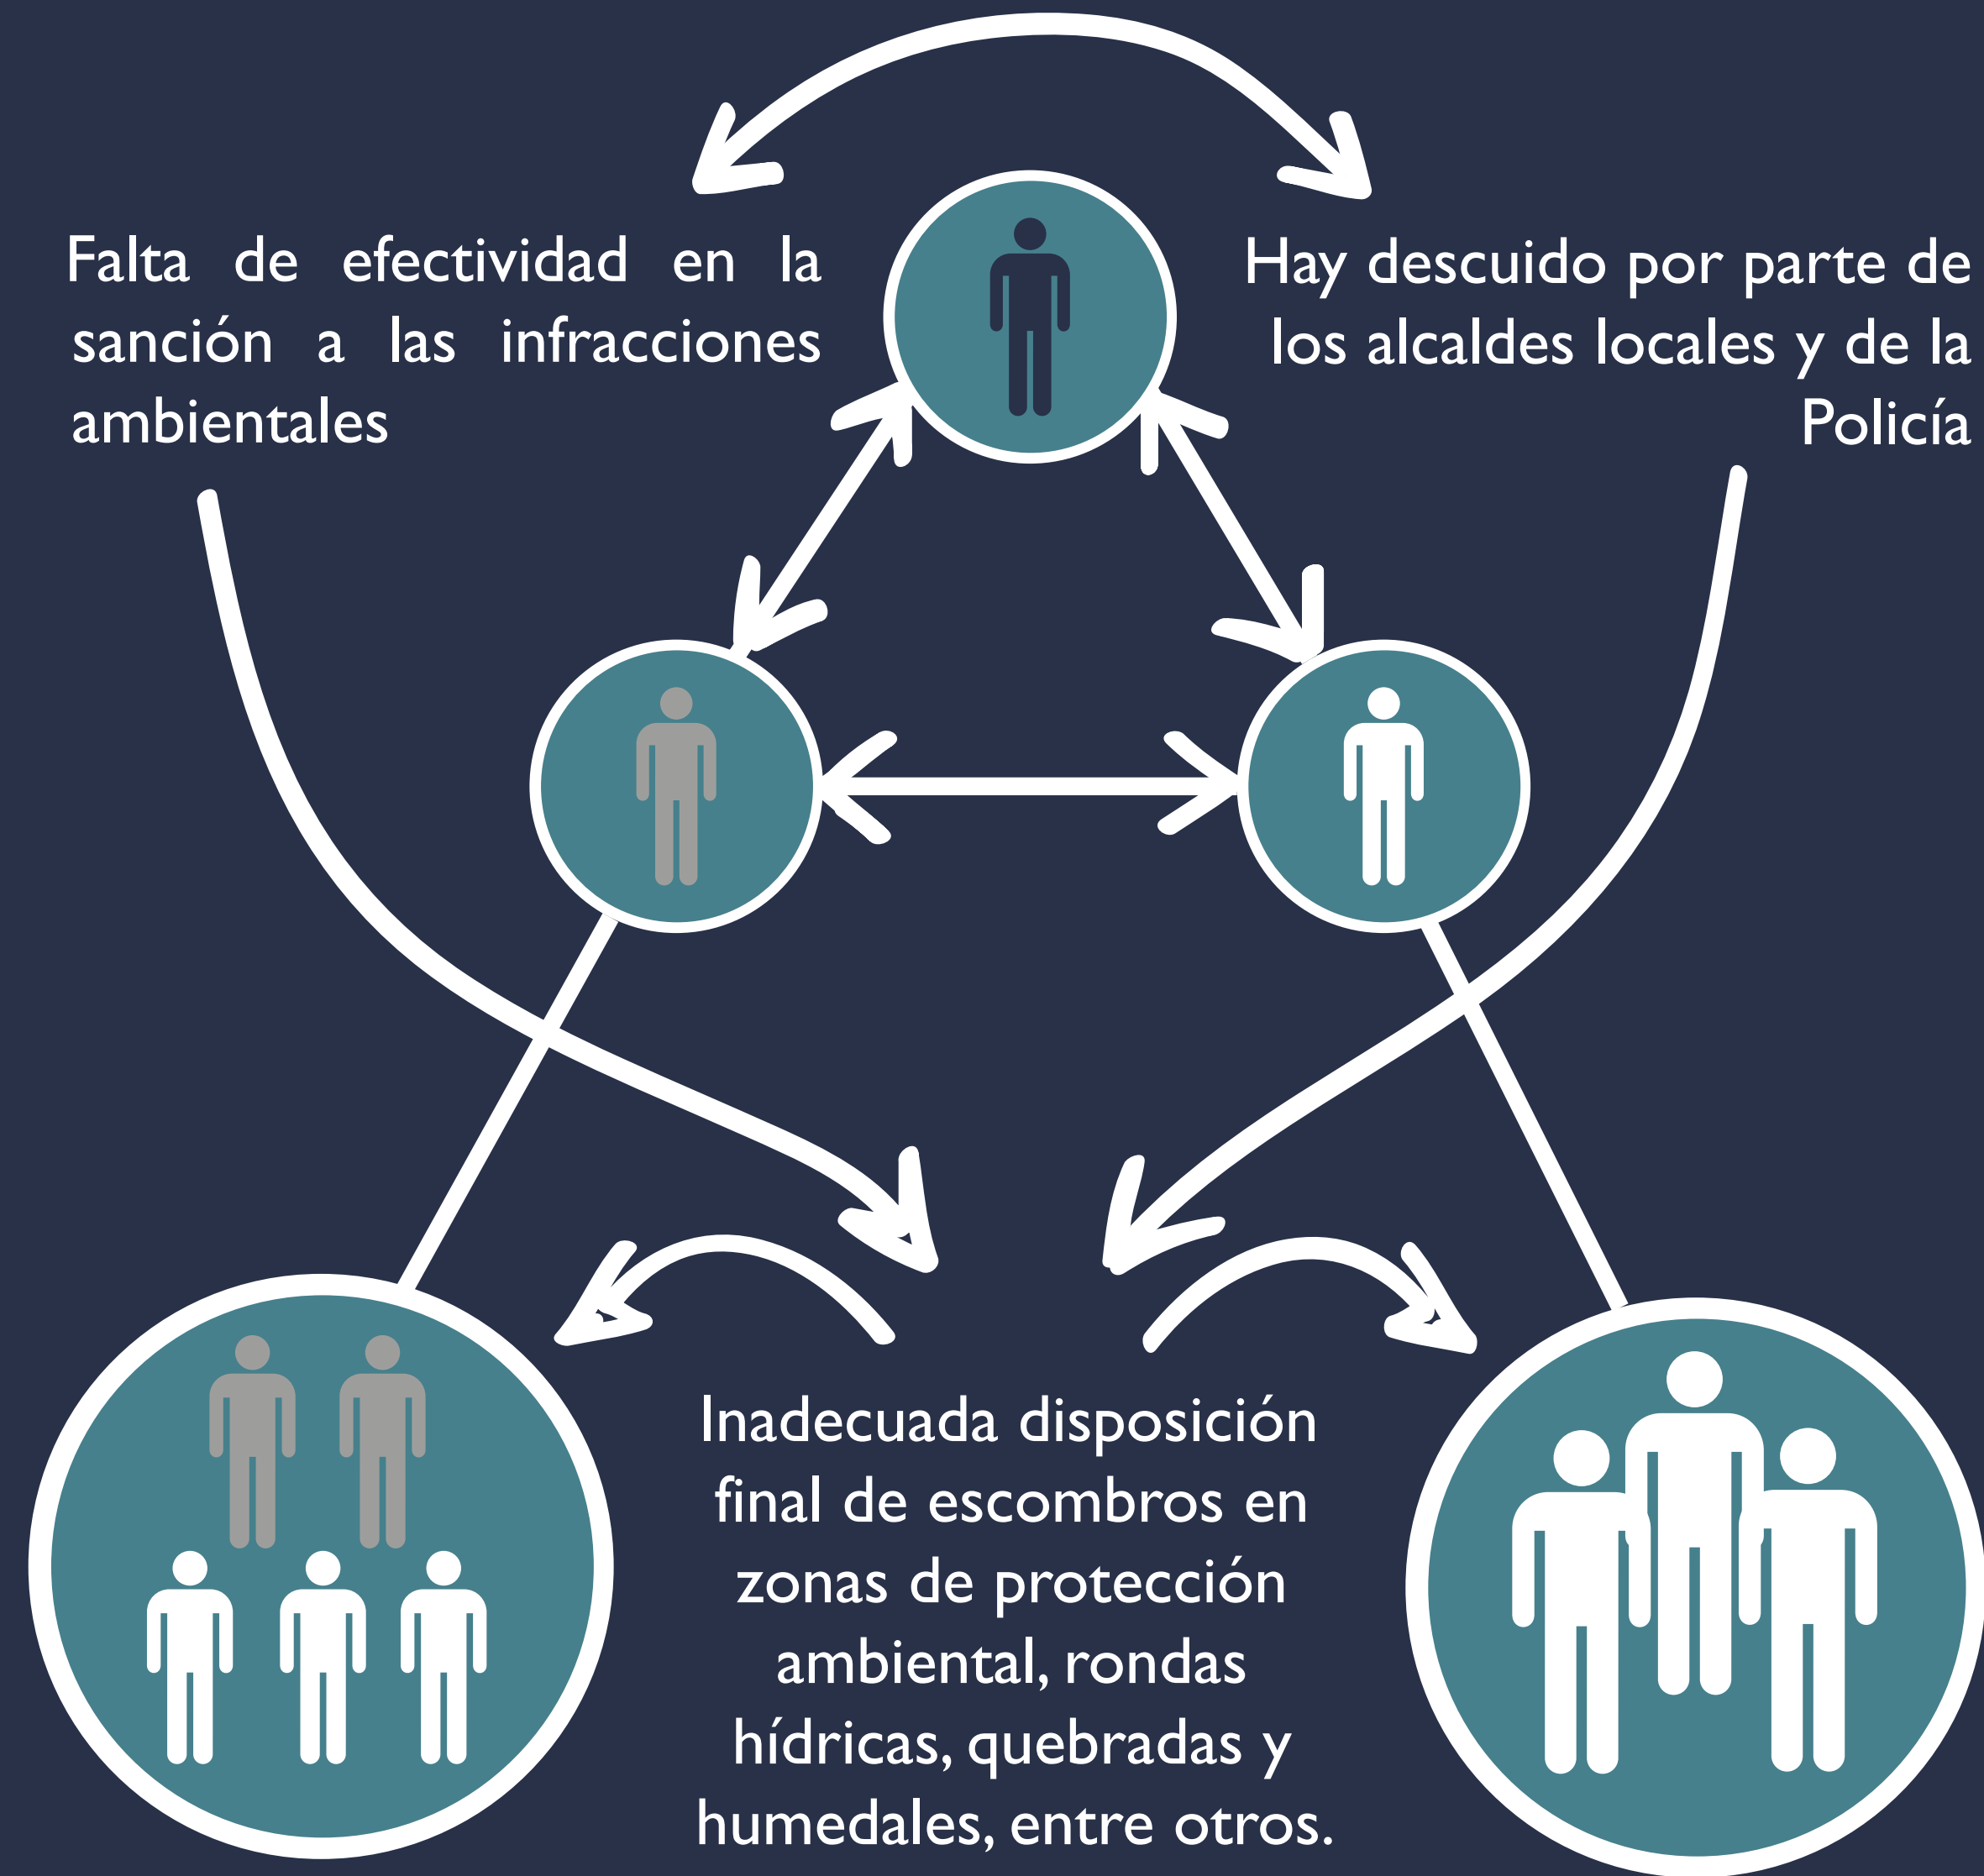 Falta de efectividad en la
sanción a las infracciones
ambientales
Hay descuido por parte de
los alcaldes locales y de la
Policía
Inadecuada disposición
final de escombros en
zonas de protección
ambiental, rondas
hídricas, quebradas y
humedales, entre otros.